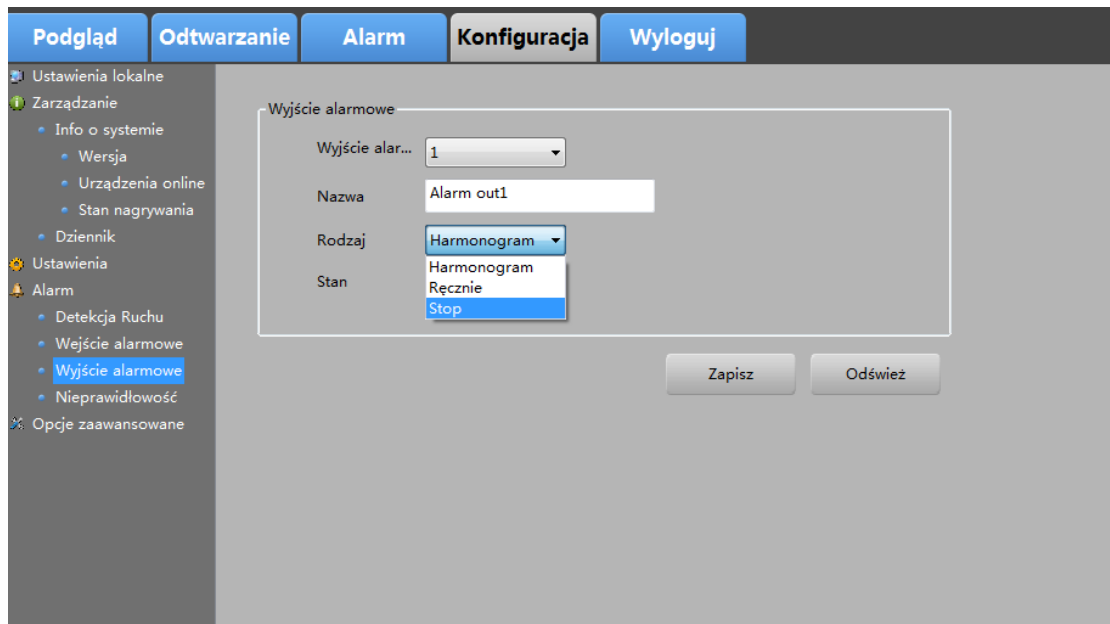 Podgląd Odtwarzanie Alarm Konfiguracja Wyloguj
Ustawienia lokalne
Zarządzanie
Info o systemie
Wersja
Urządzenia online
Stan nagrywania
Dziennik
Ustawienia
Alarm
Detekcja Ruchu
Wejście alarmowe
Wyjście alarmowe
Nieprawidłowość
Opcje zaawansowane
Wyjście alarmowe
Wyjście alar... 1
Nazwa Alarm out1
Rodzaj Harmonogram
Harmonogram
Stan
Ręcznie
Stop
Zapisz Odśwież